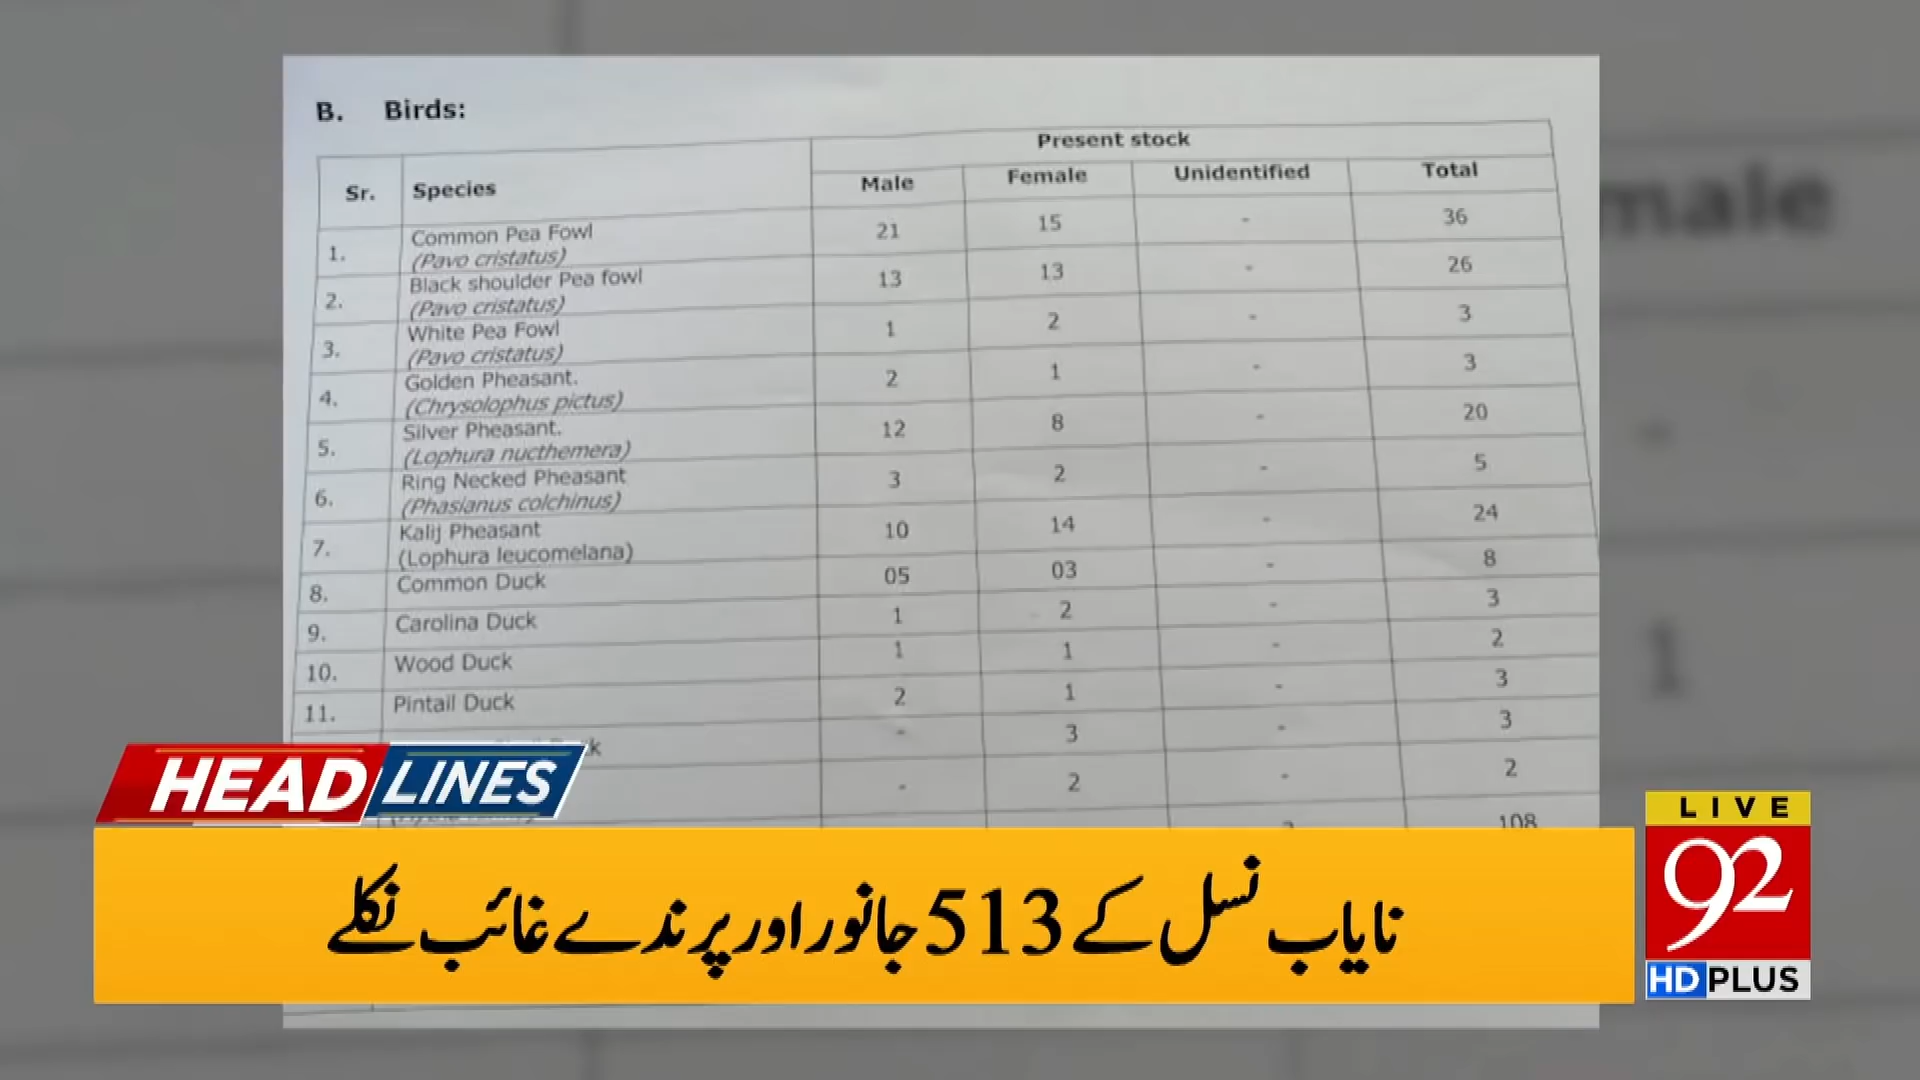 B. Birds:
Present stock
Sr. Species Male Female Unidentified Total
1. Common Pea Fowl (Pavo cristatus) 21 15 - 36
2. Black shoulder Pea fowl (Pavo cristatus) 13 13 - 26
3. White Pea Fowl (Pavo cristatus) 1 2 - 3
4. Golden Pheasant. (Chrysolophus pictus) 2 1 - 3
5. Silver Pheasant. (Lophura nucthemera) 12 8 - 20
6. Ring Necked Pheasant (Phasianus colchinus) 3 2 - 5
7. Kalij Pheasant (Lophura leucomelana) 10 14 - 24
8. Common Duck 05 03 - 8
9. Carolina Duck 1 2 - 3
10. Wood Duck 1 1 - 2
11. Pintail Duck 2 1 - 3
- 3 - 3
- 2 - 2
108
HEADLINES
نایاب نسل کے 513 جانور اور پرندے غائب نکلے
LIVE
92
HD PLUS
male
1